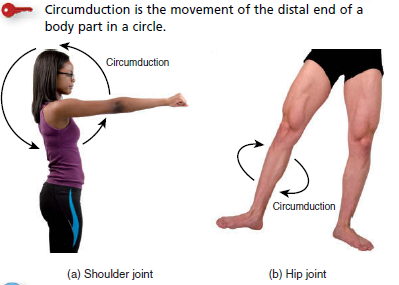 Circumduction is the movement of the distal end of a
body part in a circle.
Circumduction
Circumduction
(a) Shoulder joint
(b) Hip joint